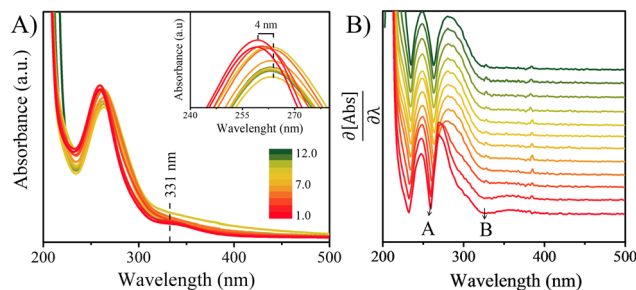 A)
Absorbance (a.u.)
200 300 400 500
Wavelength (nm)
331 nm
12.0
7.0
1.0
Absorbance (a.u)
4 nm
240 255 270
Wavelenght (nm)
B)
∂[Abs]
∂λ
A B
200 300 400 500
Wavelength (nm)